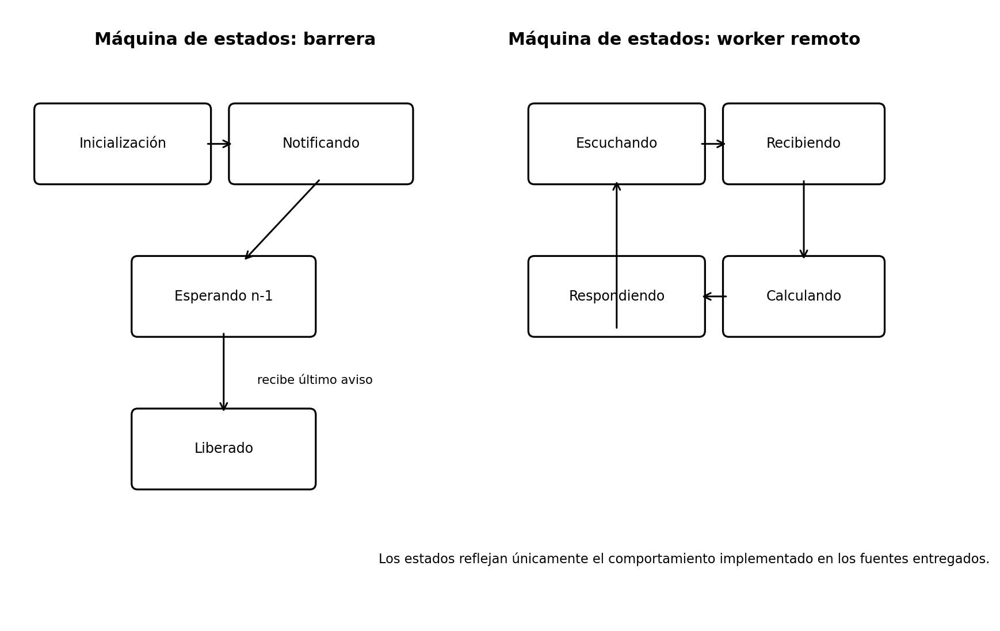 Máquina de estados: barrera
Inicialización
Notificando
Esperando n-1
recibe último aviso
Liberado
Máquina de estados: worker remoto
Escuchando
Recibiendo
Respondiendo
Calculando
Los estados reflejan únicamente el comportamiento implementado en los fuentes entregados.